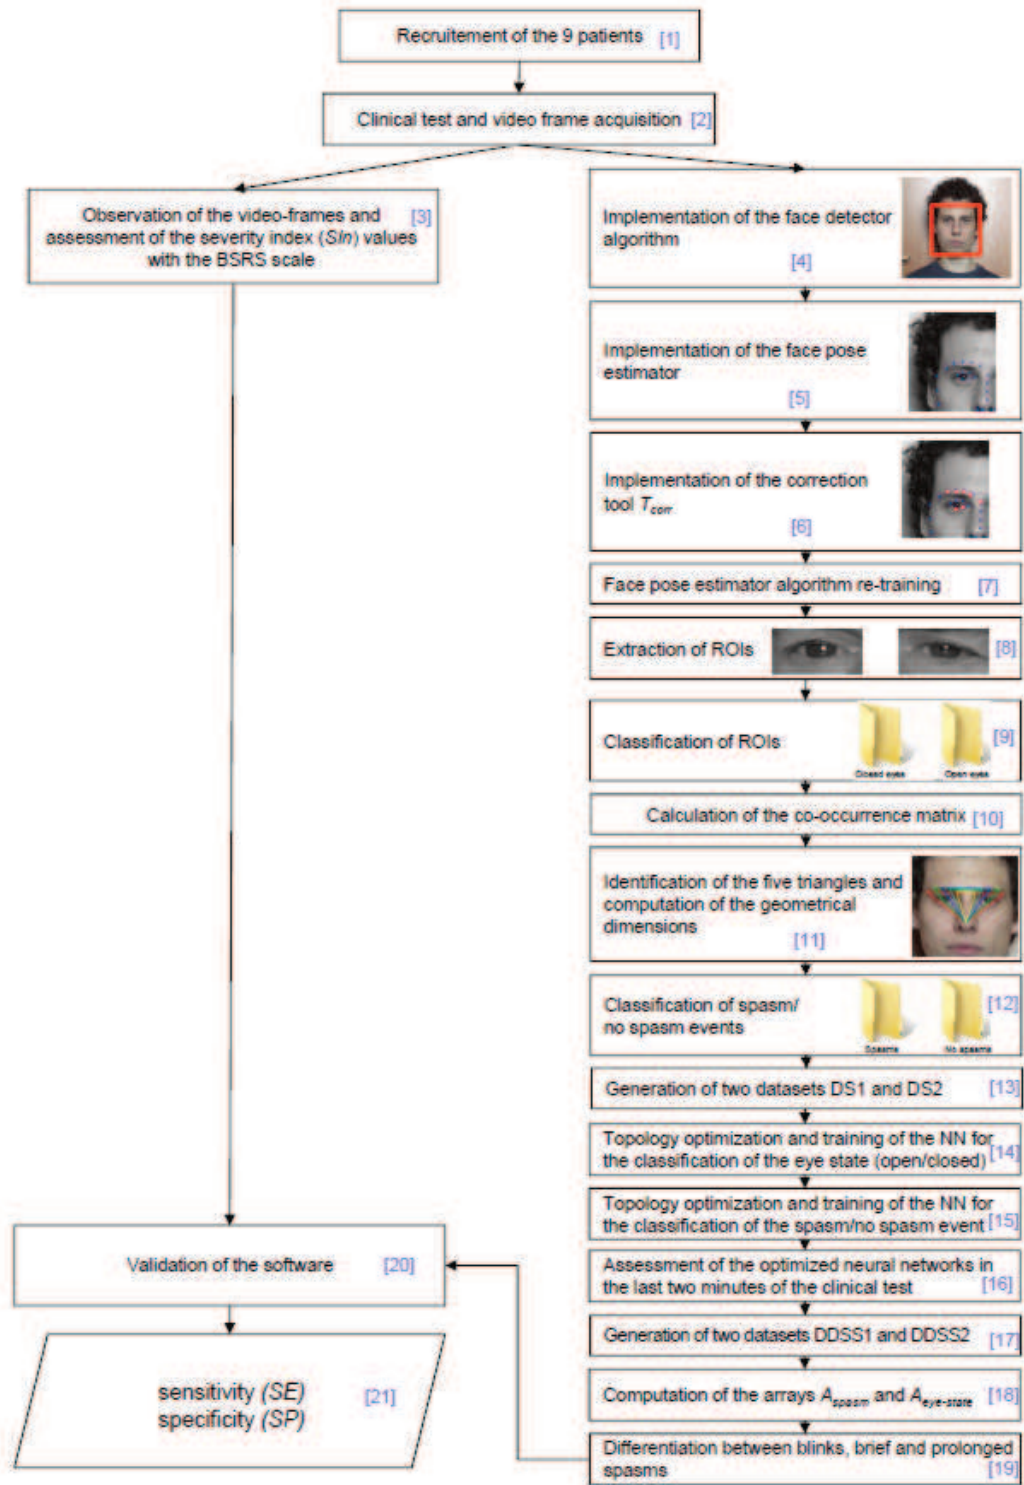 Recruitement of the 9 patients [1]
Clinical test and video frame acquisition [2]
Observation of the video-frames and [3]
assessment of the severity index (SIn) values
with the BSRS scale
Implementation of the face detector
algorithm
[4]
Implementation of the face pose
estimator
[5]
Implementation of the correction
tool Tcorr
[6]
Face pose estimator algorithm re-training [7]
Extraction of ROIs [8]
Classification of ROIs [9]
Closed eyes Open eyes
Calculation of the co-occurrence matrix [10]
Identification of the five triangles and
computation of the geometrical
dimensions
[11]
Classification of spasm/ [12]
no spasm events
Spasms No spasms
Generation of two datasets DS1 and DS2 [13]
Topology optimization and training of the NN for
the classification of the eye state (open/closed) [14]
Topology optimization and training of the NN for
the classification of the spasm/no spasm event [15]
Assessment of the optimized neural networks in
the last two minutes of the clinical test [16]
Generation of two datasets DDSS1 and DDSS2 [17]
Computation of the arrays Aspasm and Aeye-state [18]
Differentiation between blinks, brief and prolonged
spasms [19]
Validation of the software [20]
sensitivity (SE) [21]
specificity (SP)